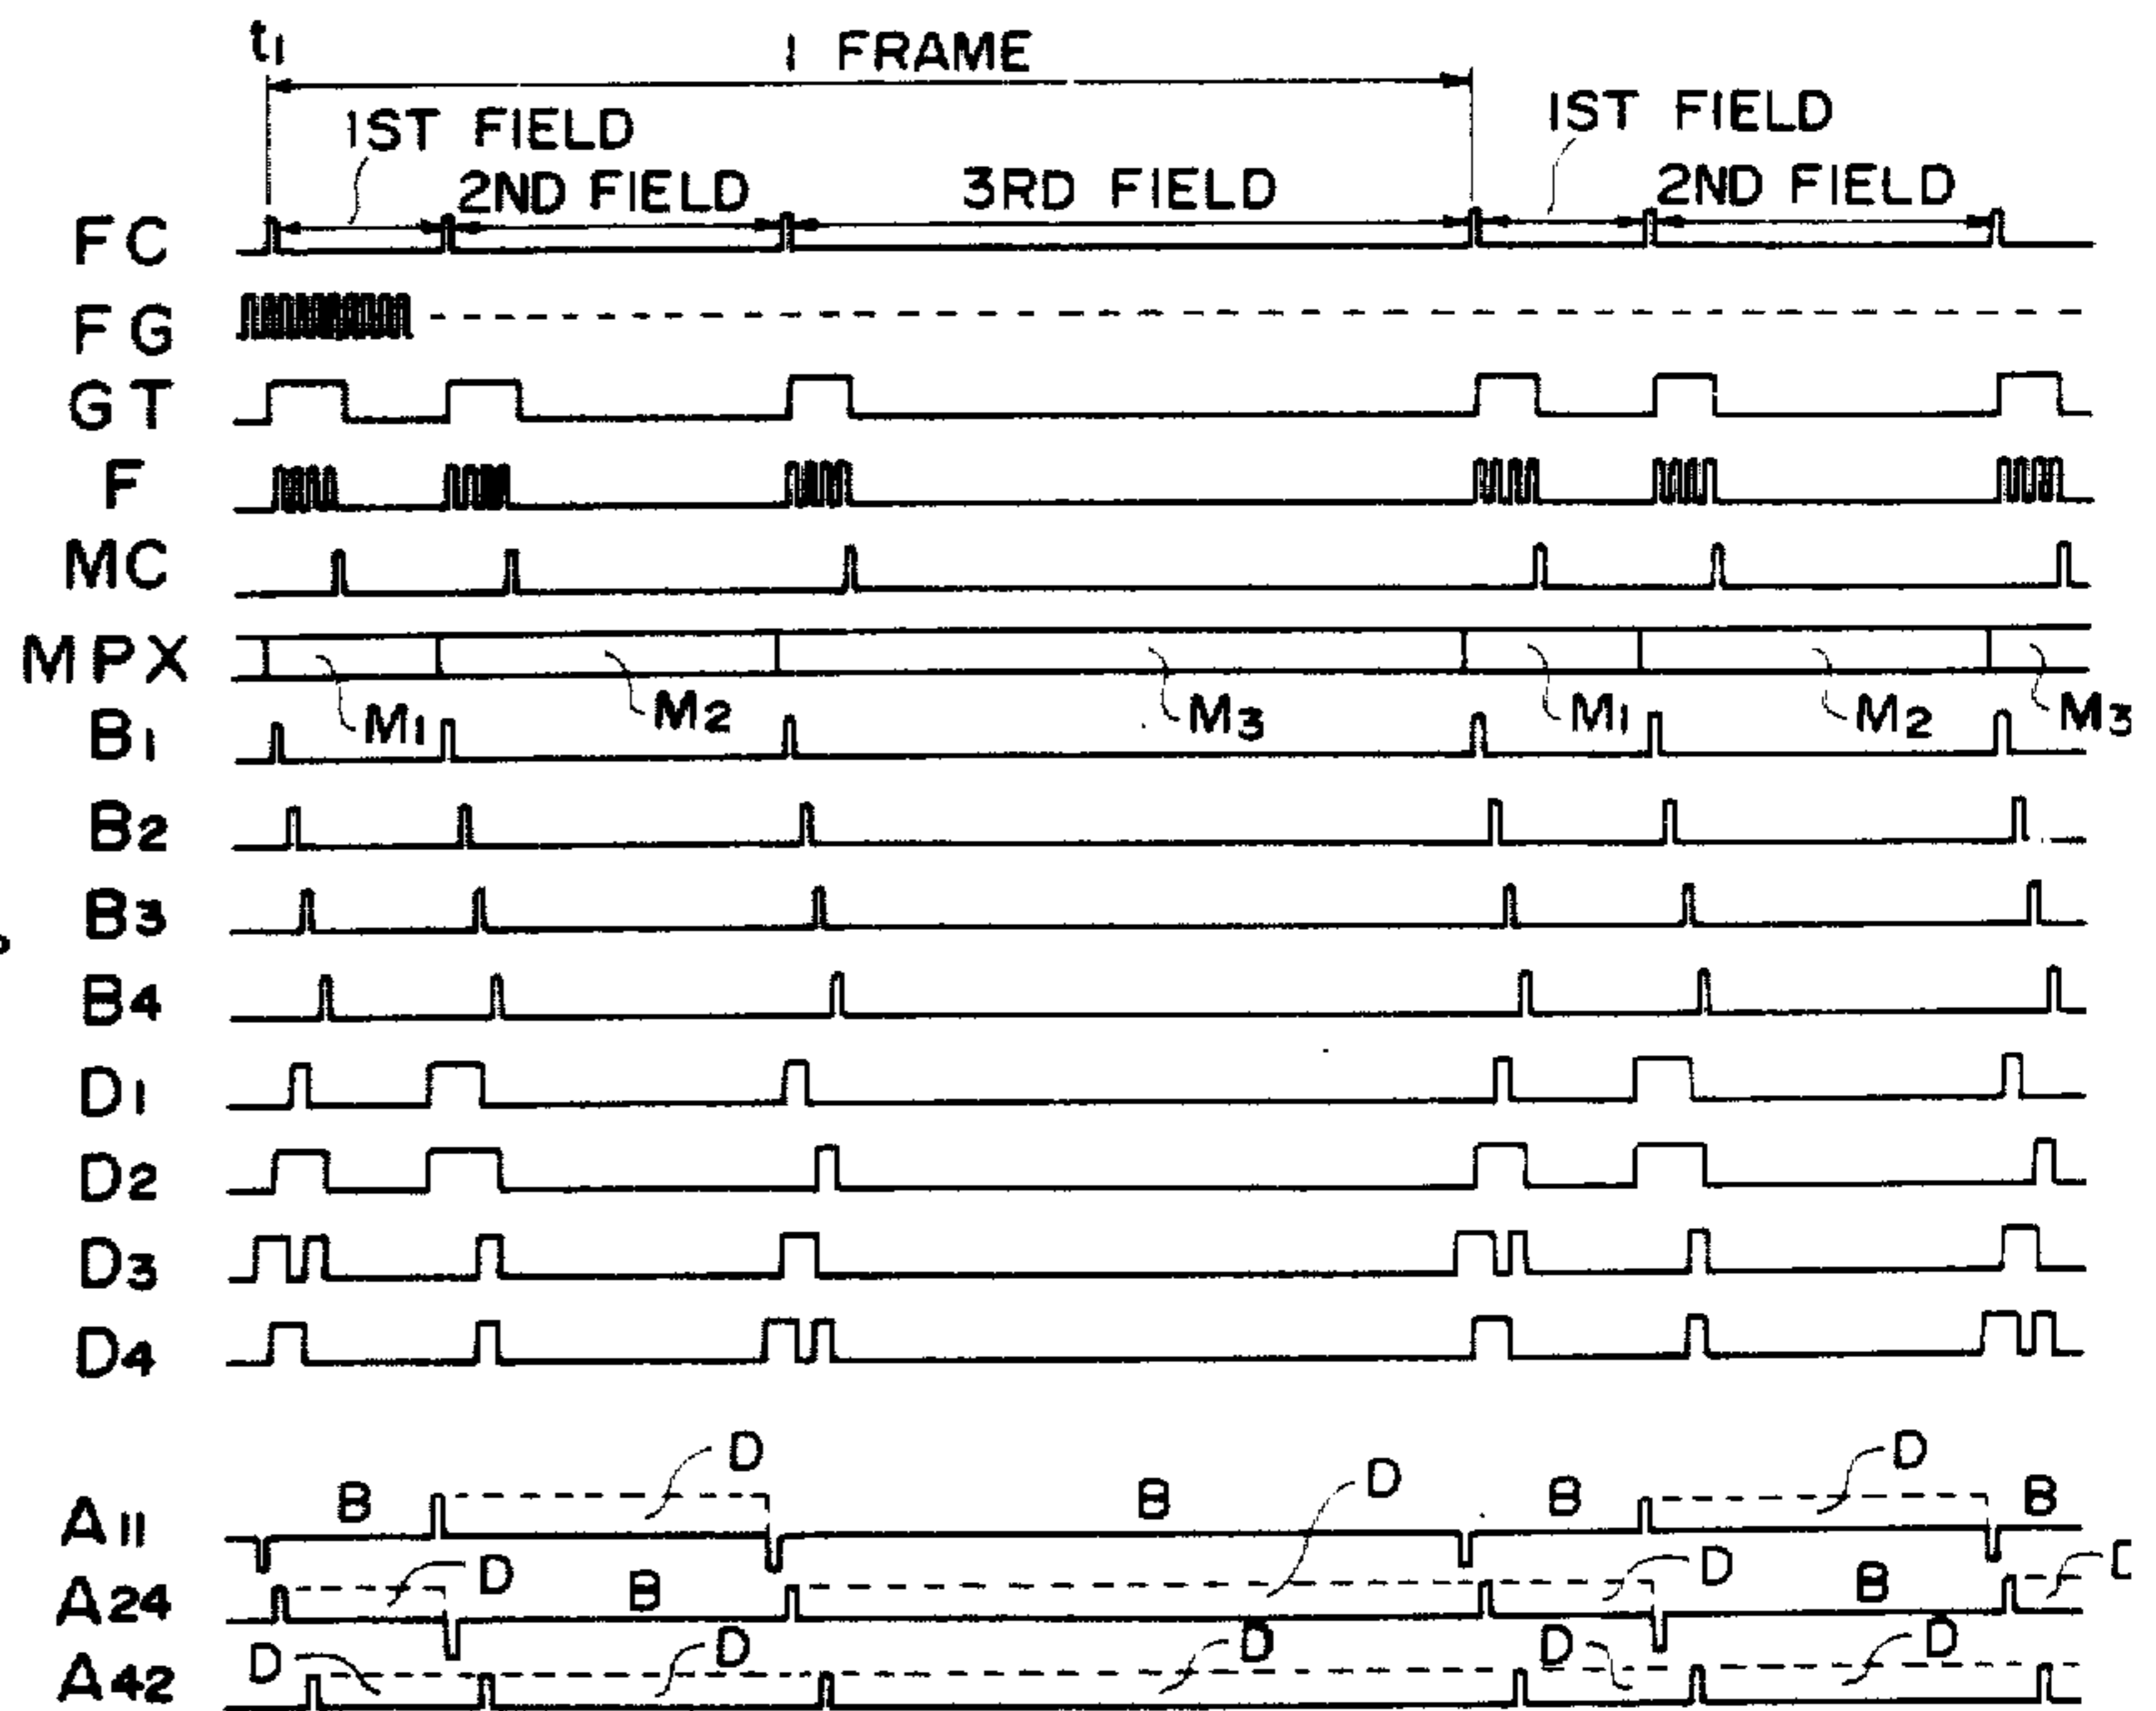 t1
1 FRAME
1ST FIELD
1ST FIELD
2ND FIELD
3RD FIELD
2ND FIELD
FC
FG
GT
F
MC
MPX
M1
M2
M3
M1
M2
M3
B1
B2
B3
B4
D1
D2
D3
D4
A11
B
D
B
B
D
B
A24
D
B
D
D
B
A42
D
D
D
D
D